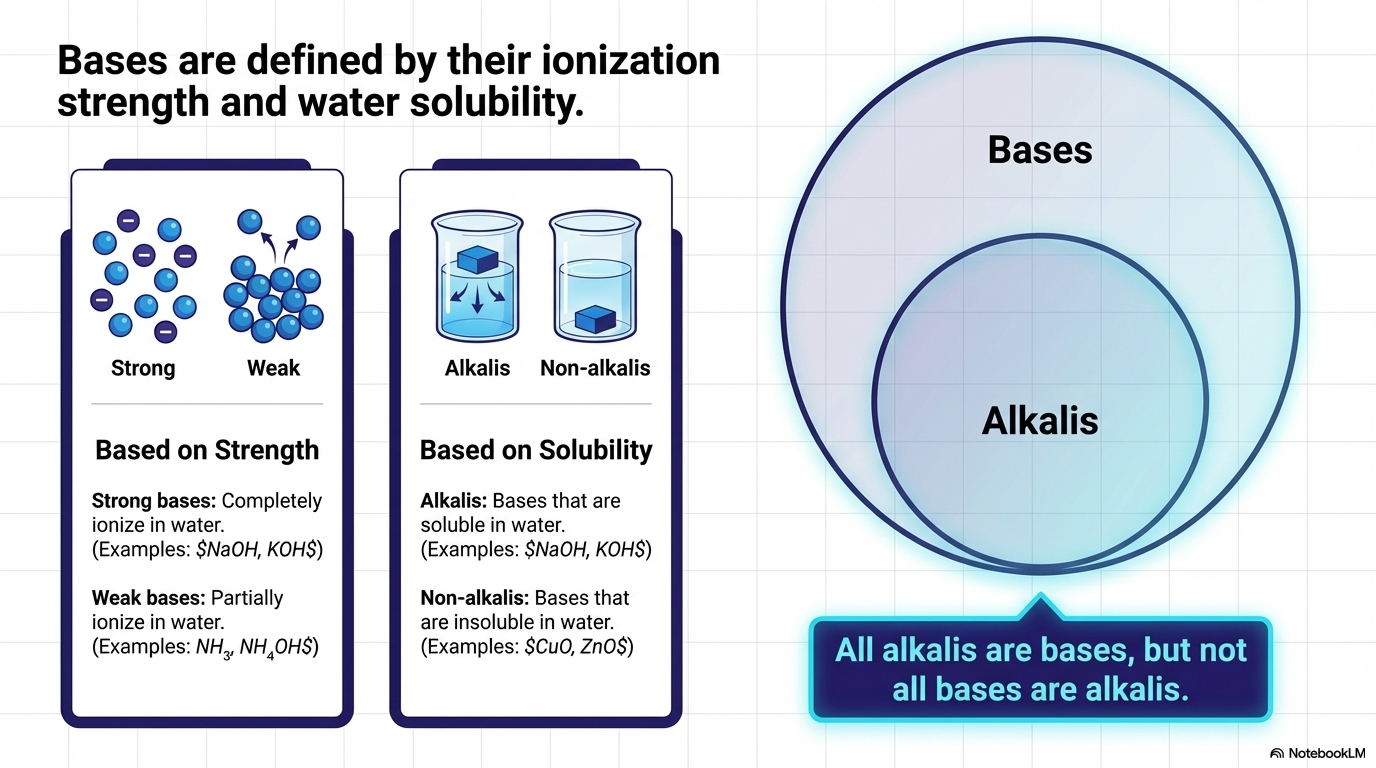 Bases are defined by their ionization
strength and water solubility.
Strong
Weak
Based on Strength
Strong bases: Completely
ionize in water.
(Examples: $NaOH, KOH$)
Weak bases: Partially
ionize in water.
(Examples: NH₃, NH₄OH$)
Alkalis
Non-alkalis
Based on Solubility
Alkalis: Bases that are
soluble in water.
(Examples: $NaOH, KOH$)
Non-alkalis: Bases that
are insoluble in water.
(Examples: $CuO, ZnO$)
Bases
Alkalis
All alkalis are bases, but not
all bases are alkalis.
NotebookLM